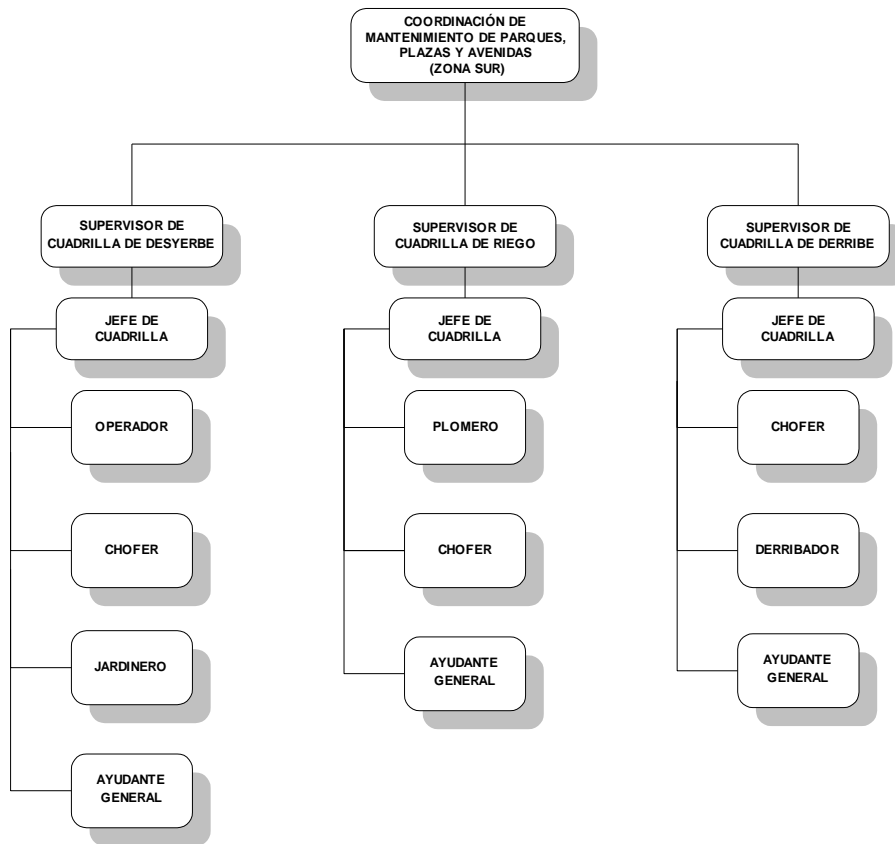 COORDINACIÓN DE
MANTENIMIENTO DE PARQUES,
PLAZAS Y AVENIDAS
(ZONA SUR)
SUPERVISOR DE
CUADRILLA DE DESYERBE
JEFE DE
CUADRILLA
OPERADOR
CHOFER
JARDINERO
AYUDANTE
GENERAL
SUPERVISOR DE
CUADRILLA DE RIEGO
JEFE DE
CUADRILLA
PLOMERO
CHOFER
AYUDANTE
GENERAL
SUPERVISOR DE
CUADRILLA DE DERRIBE
JEFE DE
CUADRILLA
CHOFER
DERRIBADOR
AYUDANTE
GENERAL